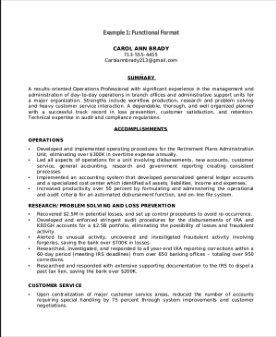 Example 1: Functional Format
CAROL ANN BRADY
713-555-4455
Carolannbrady213@gmail.com
SUMMARY
A results-oriented Operations Professional with significant experience in the management and
administration of day-to-day operations in branch offices and administrative support units for
a major organization. Strengths include workflow production, research and problem solving
and heavy customer service interaction. A dependable, thorough, and well organized planner
with a successful track record in loss prevention, customer satisfaction, and retention.
Technical expertise in audit and compliance regulations.
ACCOMPLISHMENTS
OPERATIONS
• Developed and implemented operating procedures for the Retirement Plans Administration
Unit, eliminating over $300K in overtime expense annually.
• Led all aspects of operations for a unit involving disbursements, new accounts, customer
service, general accounting, research and government reporting creating consistent
processes.
• Implemented an accounting system that developed personalized general ledger accounts
and a specialized cost center which identified all assets, liabilities, income and expenses.
• Increased productivity over 50 percent by formulating and administering the operational
and audit criteria for an automated disbursement function, and on-line file system.
RESEARCH/ PROBLEM SOLVING AND LOSS PREVENTION
• Recovered $2.5M in potential losses, and set up control procedures to avoid re-occurrence.
• Developed and enforced stringent audit procedures for the disbursements of IRA and
KEOGH accounts for a $2.5B portfolio, eliminating the possibility of losses and fraudulent
activity.
• Alerted to unusual activity, uncovered and investigated fraudulent activity involving
forgeries, saving the bank over $700K in losses.
• Researched, investigated, and responded to all year-end IRA reporting corrections within a
60-day period (meeting IRS deadlines) from over 650 banking offices – totaling over 950
corrections.
• Researched and responded with extensive supporting documentation to the IRS to dispel a
past tax lien, saving the bank over $200K.
CUSTOMER SERVICE
• Upon centralization of major customer service areas, reduced the number of accounts
requiring special handling by 75 percent through system improvements and customer
negotiations.